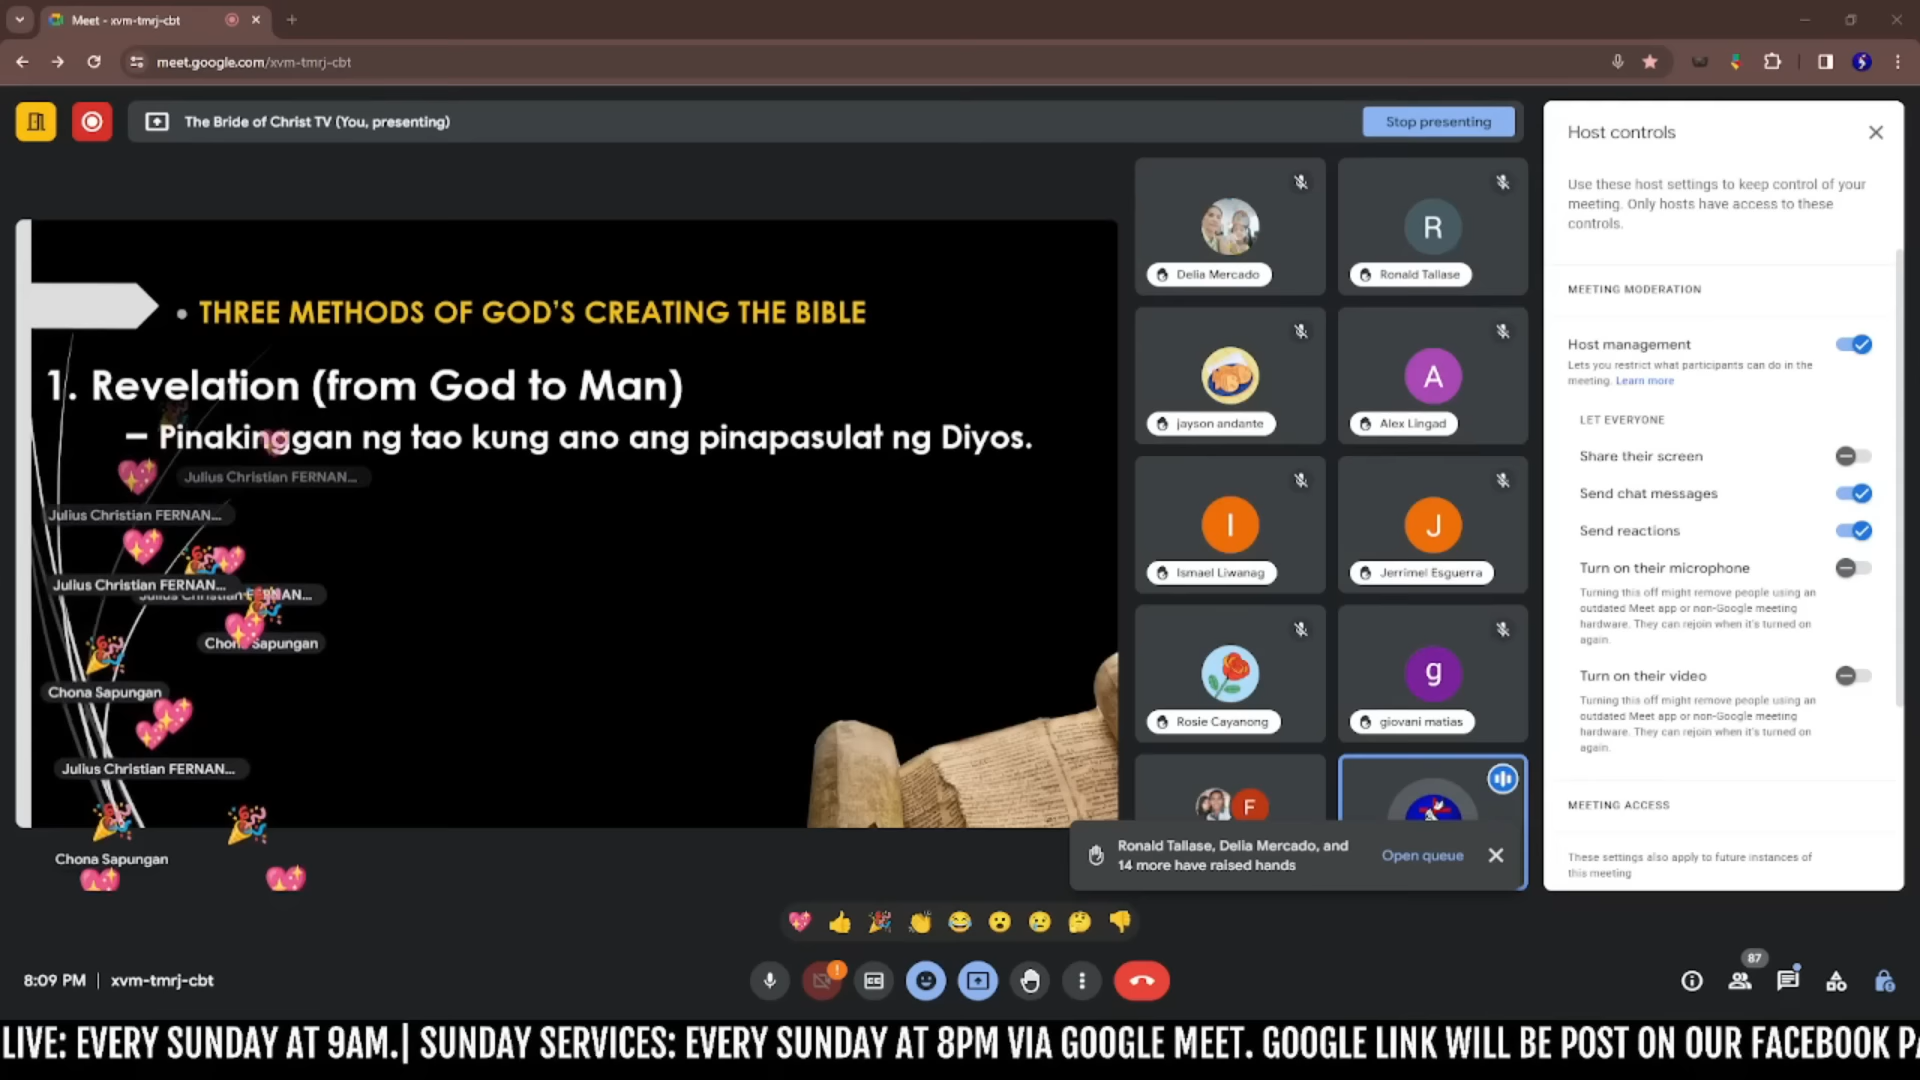 Meet - xvm-tmrj-cbt
meet.google.com/xvm-tmrj-cbt
The Bride of Christ TV (You, presenting)
Stop presenting
• THREE METHODS OF GOD'S CREATING THE BIBLE
1. Revelation (from God to Man)
– Pinakinggan ng tao kung ano ang pinapasulat ng Diyos.
Julius Christian FERNAN...
Julius Christian FERNAN...
Julius Christian FERNAN...
Julius Christian FERNAN...
Chona Sapungan
Chona Sapungan
Julius Christian FERNAN...
Chona Sapungan
Delia Mercado
R
Ronald Tallase
jayson andante
A
Alex Lingad
I
Ismael Liwanag
J
Jerrimel Esguerra
Rosie Cayanong
g
giovani matias
F
Ronald Tallase, Delia Mercado, and
14 more have raised hands
Open queue
Host controls
Use these host settings to keep control of your
meeting. Only hosts have access to these
controls.
MEETING MODERATION
Host management
Lets you restrict what participants can do in the
meeting. Learn more
LET EVERYONE
Share their screen
Send chat messages
Send reactions
Turn on their microphone
Turning this off might remove people using an
outdated Meet app or non-Google meeting
hardware. They can rejoin when it's turned on
again.
Turn on their video
Turning this off might remove people using an
outdated Meet app or non-Google meeting
hardware. They can rejoin when it's turned on
again.
MEETING ACCESS
These settings also apply to future instances of
this meeting
8:09 PM | xvm-tmrj-cbt
87
LIVE: EVERY SUNDAY AT 9AM.| SUNDAY SERVICES: EVERY SUNDAY AT 8PM VIA GOOGLE MEET. GOOGLE LINK WILL BE POST ON OUR FACEBOOK